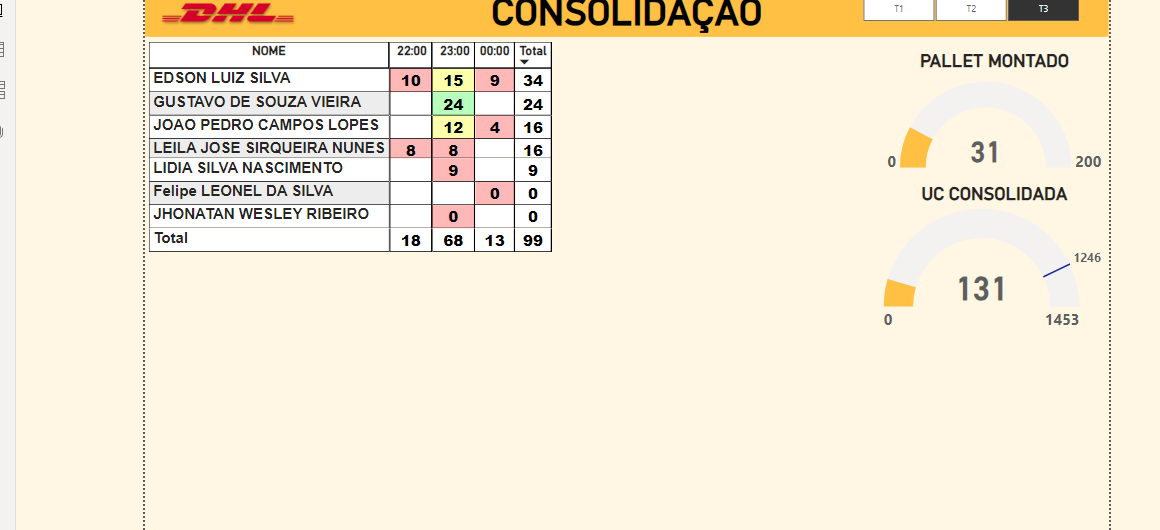 DHL
CONSOLIDAÇÃO
T1 T2 T3
NOME 22:00 23:00 00:00 Total
EDSON LUIZ SILVA 10 15 9 34
GUSTAVO DE SOUZA VIEIRA 24 24
JOAO PEDRO CAMPOS LOPES 12 4 16
LEILA JOSE SIRQUEIRA NUNES 8 8 16
LIDIA SILVA NASCIMENTO 9 9
Felipe LEONEL DA SILVA 0 0
JHONATAN WESLEY RIBEIRO 0 0
Total 18 68 13 99
PALLET MONTADO
31
0 200
UC CONSOLIDADA
1246
131
0 1453